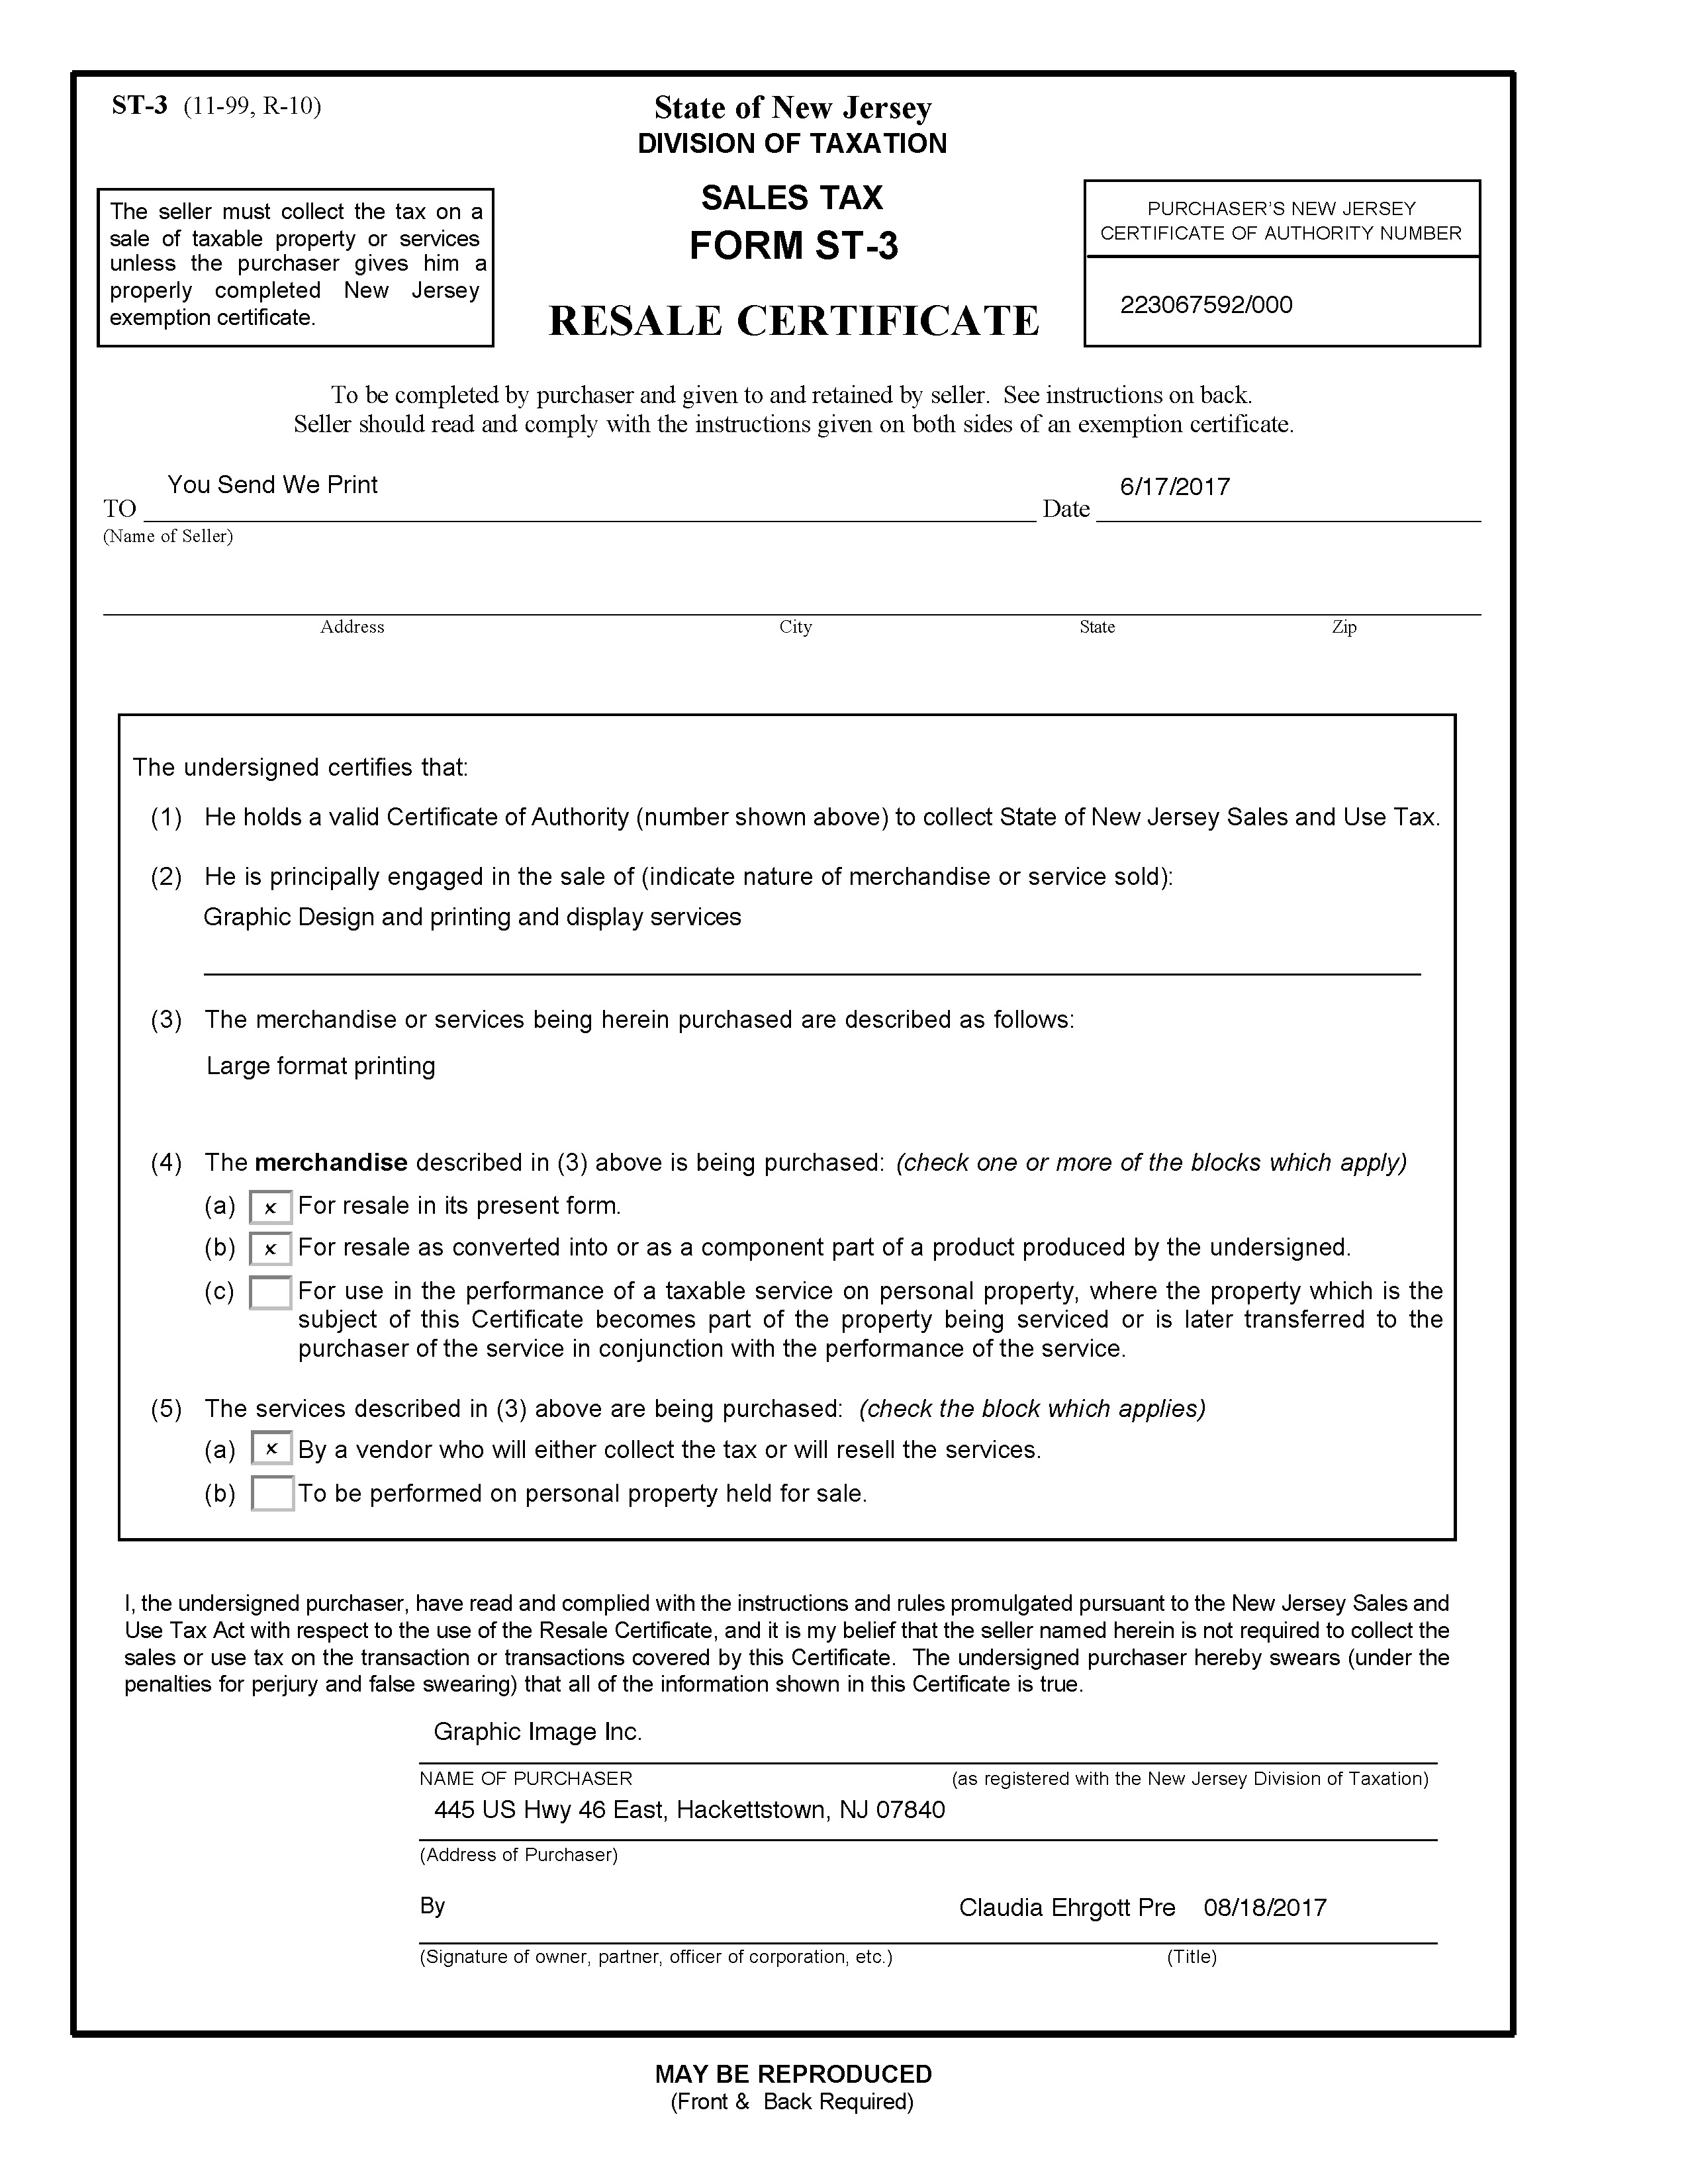 ST-3 (11-99, R-10)
State of New Jersey
DIVISION OF TAXATION
The seller must collect the tax on a
sale of taxable property or services
unless the purchaser gives him a
properly completed New Jersey
exemption certificate.
SALES TAX
FORM ST-3
RESALE CERTIFICATE
PURCHASER'S NEW JERSEY
CERTIFICATE OF AUTHORITY NUMBER
223067592/000
To be completed by purchaser and given to and retained by seller. See instructions on back.
Seller should read and comply with the instructions given on both sides of an exemption certificate.
TO You Send We Print Date 6/17/2017
(Name of Seller)
Address City State Zip
The undersigned certifies that:
(1) He holds a valid Certificate of Authority (number shown above) to collect State of New Jersey Sales and Use Tax.
(2) He is principally engaged in the sale of (indicate nature of merchandise or service sold):
Graphic Design and printing and display services
(3) The merchandise or services being herein purchased are described as follows:
Large format printing
(4) The merchandise described in (3) above is being purchased: (check one or more of the blocks which apply)
(a) x For resale in its present form.
(b) x For resale as converted into or as a component part of a product produced by the undersigned.
(c) For use in the performance of a taxable service on personal property, where the property which is the
subject of this Certificate becomes part of the property being serviced or is later transferred to the
purchaser of the service in conjunction with the performance of the service.
(5) The services described in (3) above are being purchased: (check the block which applies)
(a) x By a vendor who will either collect the tax or will resell the services.
(b) To be performed on personal property held for sale.
I, the undersigned purchaser, have read and complied with the instructions and rules promulgated pursuant to the New Jersey Sales and
Use Tax Act with respect to the use of the Resale Certificate, and it is my belief that the seller named herein is not required to collect the
sales or use tax on the transaction or transactions covered by this Certificate. The undersigned purchaser hereby swears (under the
penalties for perjury and false swearing) that all of the information shown in this Certificate is true.
Graphic Image Inc.
NAME OF PURCHASER (as registered with the New Jersey Division of Taxation)
445 US Hwy 46 East, Hackettstown, NJ 07840
(Address of Purchaser)
By Claudia Ehrgott Pre 08/18/2017
(Signature of owner, partner, officer of corporation, etc.) (Title)
MAY BE REPRODUCED
(Front & Back Required)